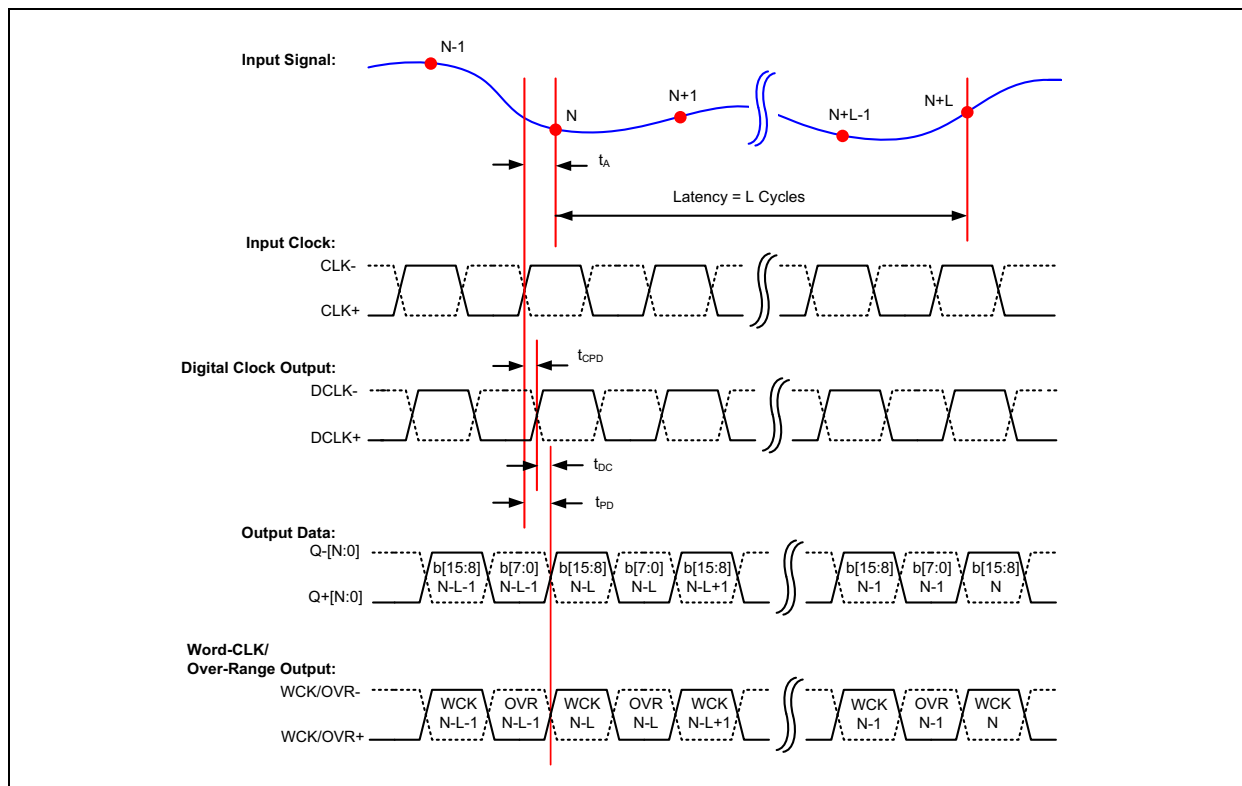 Input Signal:
N-1
N
N+1
N+L-1
N+L
tA
Latency = L Cycles
Input Clock:
CLK-
CLK+
tCPD
Digital Clock Output:
DCLK-
DCLK+
tDC
tPD
Output Data:
Q-[N:0]
b[15:8] b[7:0] b[15:8] b[7:0] b[15:8] b[15:8] b[7:0] b[15:8]
N-L-1 N-L-1 N-L N-L N-L+1 N-1 N-1 N
Q+[N:0]
Word-CLK/
Over-Range Output:
WCK/OVR-
WCK OVR WCK OVR WCK WCK OVR WCK
N-L-1 N-L-1 N-L N-L N-L+1 N-1 N-1 N
WCK/OVR+